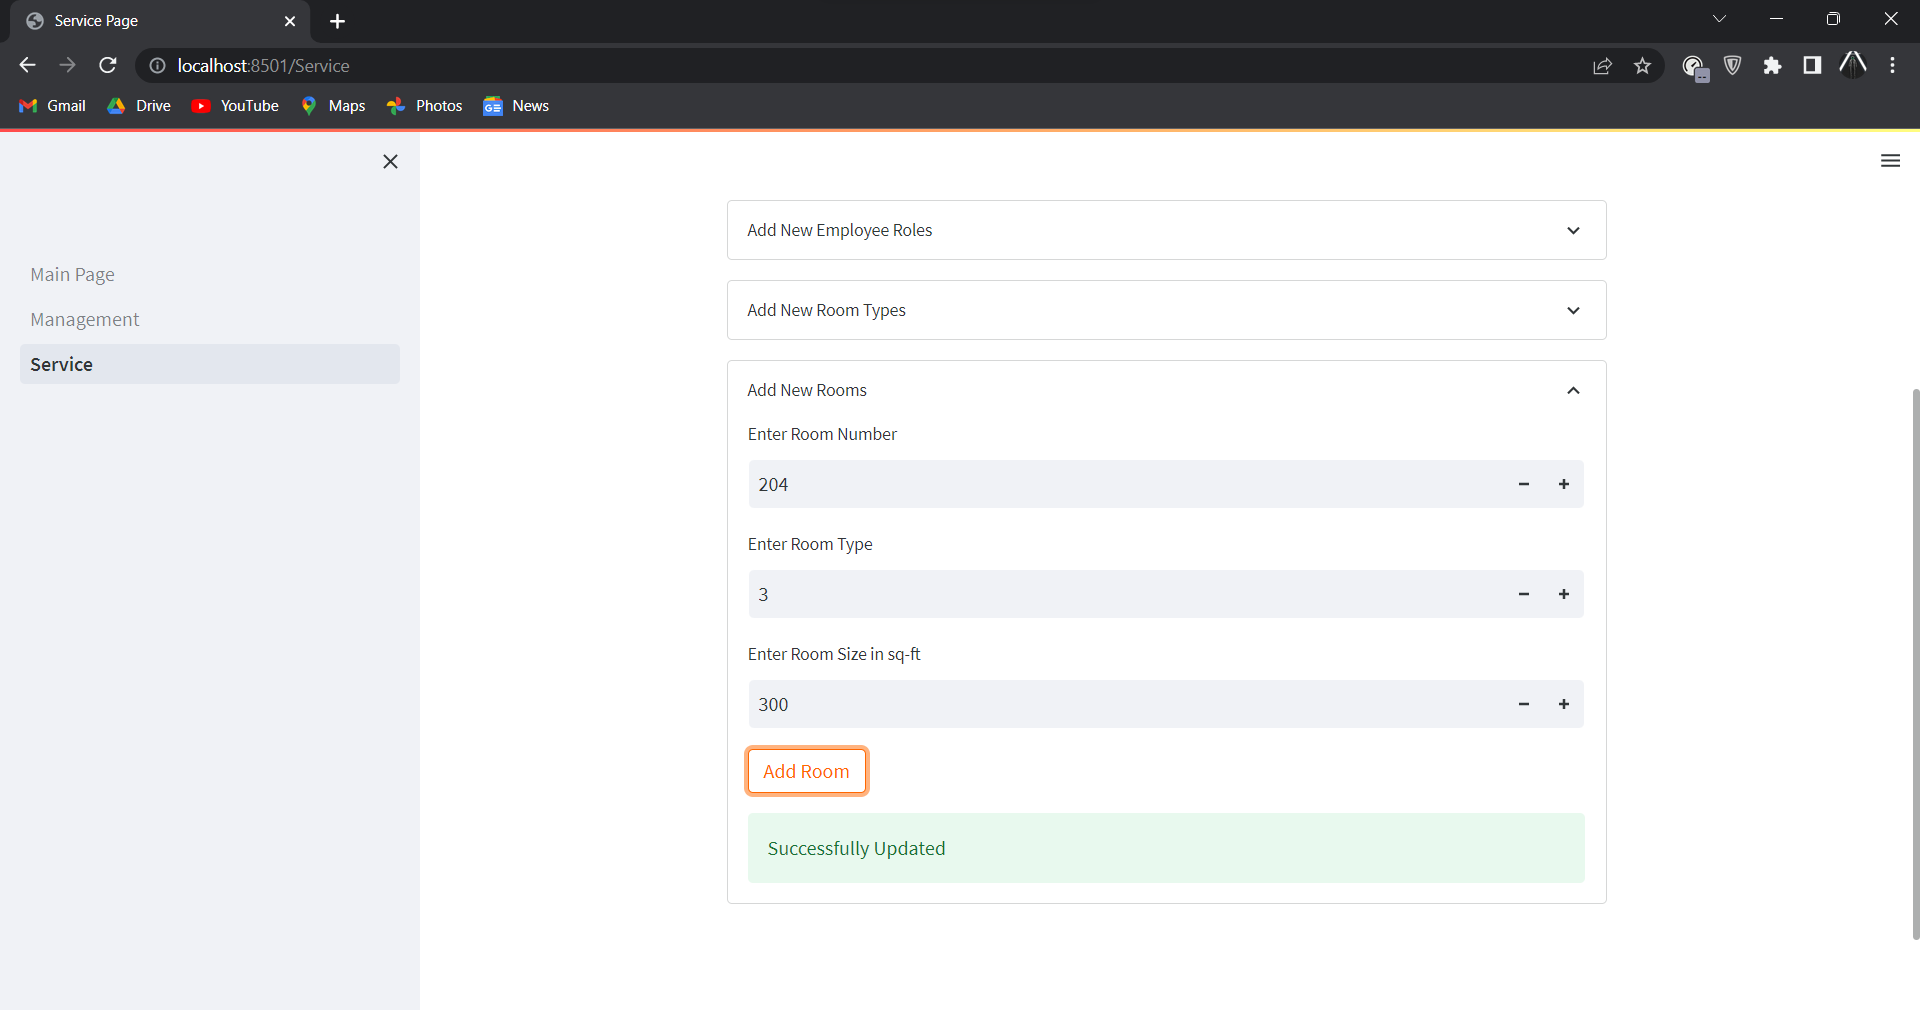 Service Page
localhost:8501/Service
Gmail Drive YouTube Maps Photos News
Main Page
Management
Service
Add New Employee Roles
Add New Room Types
Add New Rooms
Enter Room Number
204
Enter Room Type
3
Enter Room Size in sq-ft
300
Add Room
Successfully Updated